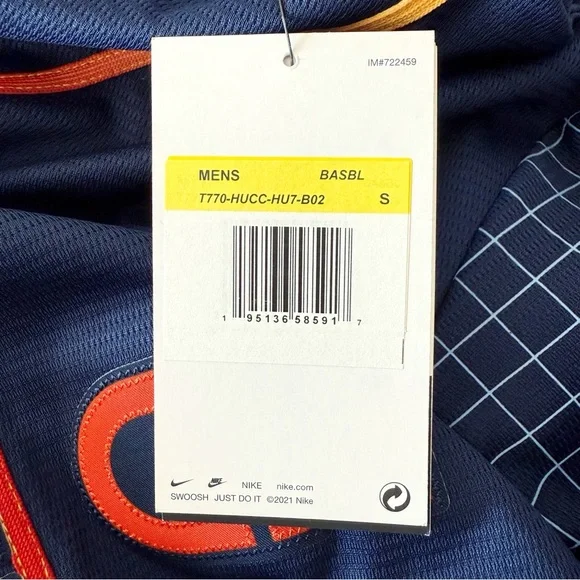 IM#722459
MENS BASBL
T770-HUCC-HU7-B02 S
1 95136 58591 7
NIKE nike.com
SWOOSH JUST DO IT ©2021 Nike